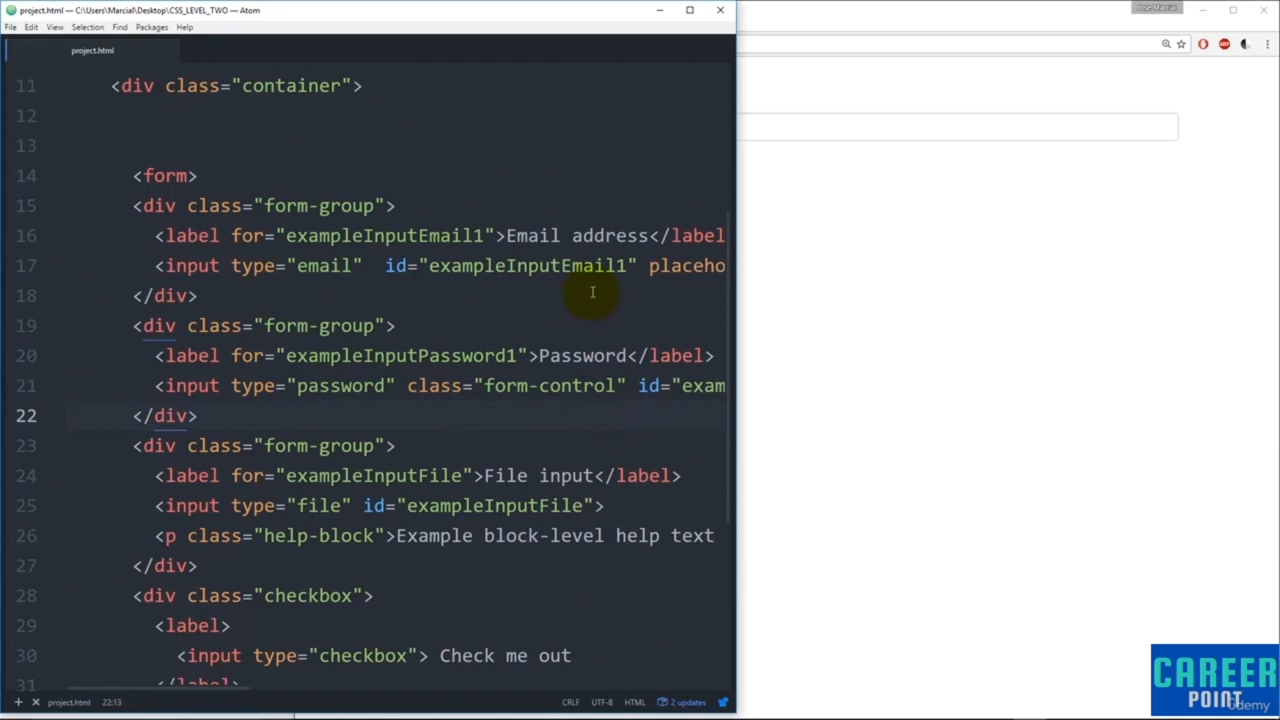 project.html — C:\Users\Marcial\Desktop\CSS_LEVEL_TWO — Atom
Jose Marcial
File Edit View Selection Find Packages Help
project.html
11 <div class="container">
12
13
14 <form>
15 <div class="form-group">
16 <label for="exampleInputEmail1">Email address</label
17 <input type="email"  id="exampleInputEmail1" placeho
18 </div>
19 <div class="form-group">
20 <label for="exampleInputPassword1">Password</label>
21 <input type="password" class="form-control" id="exam
22 </div>
23 <div class="form-group">
24 <label for="exampleInputFile">File input</label>
25 <input type="file" id="exampleInputFile">
26 <p class="help-block">Example block-level help text
27 </div>
28 <div class="checkbox">
29 <label>
30 <input type="checkbox"> Check me out
31 </label>
project.html 22:13 CRLF UTF-8 HTML 2 updates
CAREER
POINT
Udemy
ABP